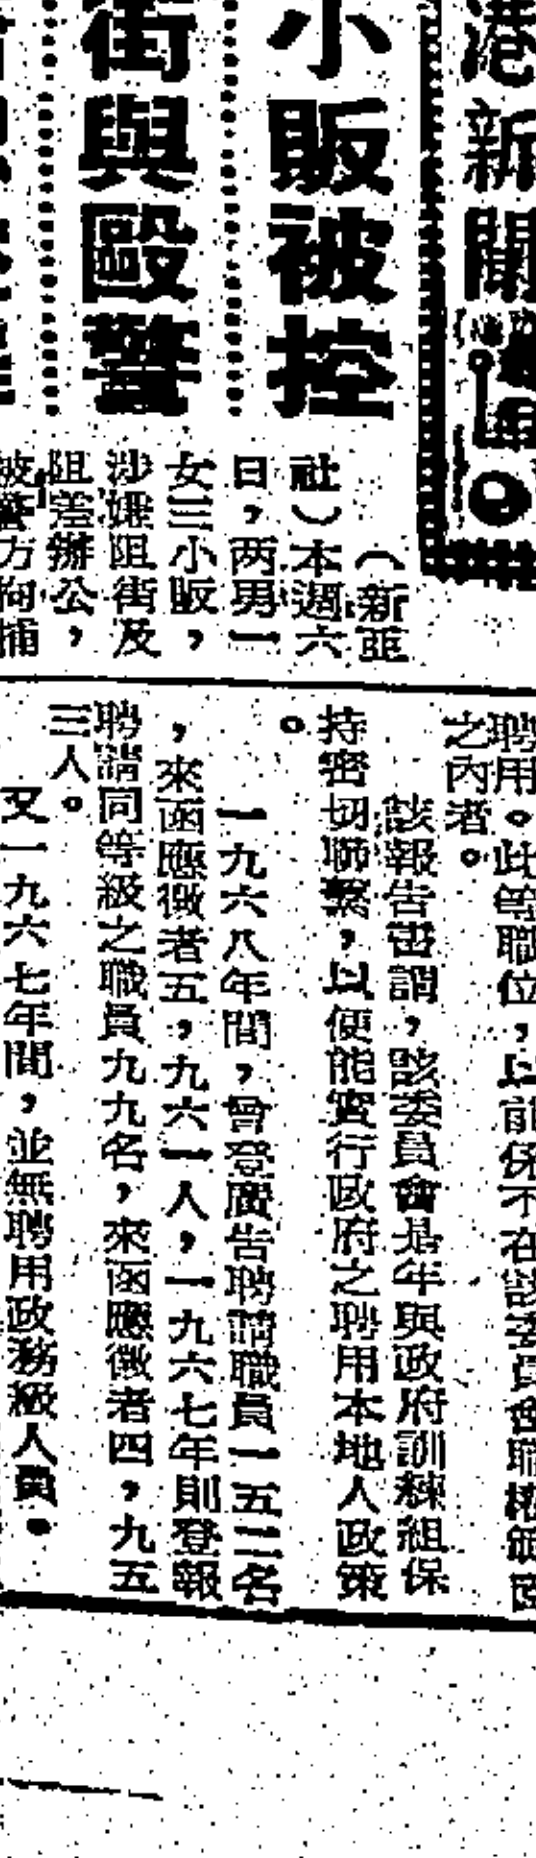 港新聞
小販被控
街與毆警
（新亞
社）本週六
日，两男一
女三小販，
涉嫌阻街及
阻差辦公，
被警方拘捕
聘用。此等職位，以前係不在該委員會職權範
之內者。
該報告書謂，該委員會是年與政府訓練組保
持密切聯繫，以便能實行政府之聘用本地人政策
。
一九六八年間，曾登廣告聘請職員一五二名
，來函應徵者五，九六一人，一九六七年則登報
聘請同等級之職員九九名，來函應徵者四，九五
三人。
又一九六七年間，並無聘用政務級人員。